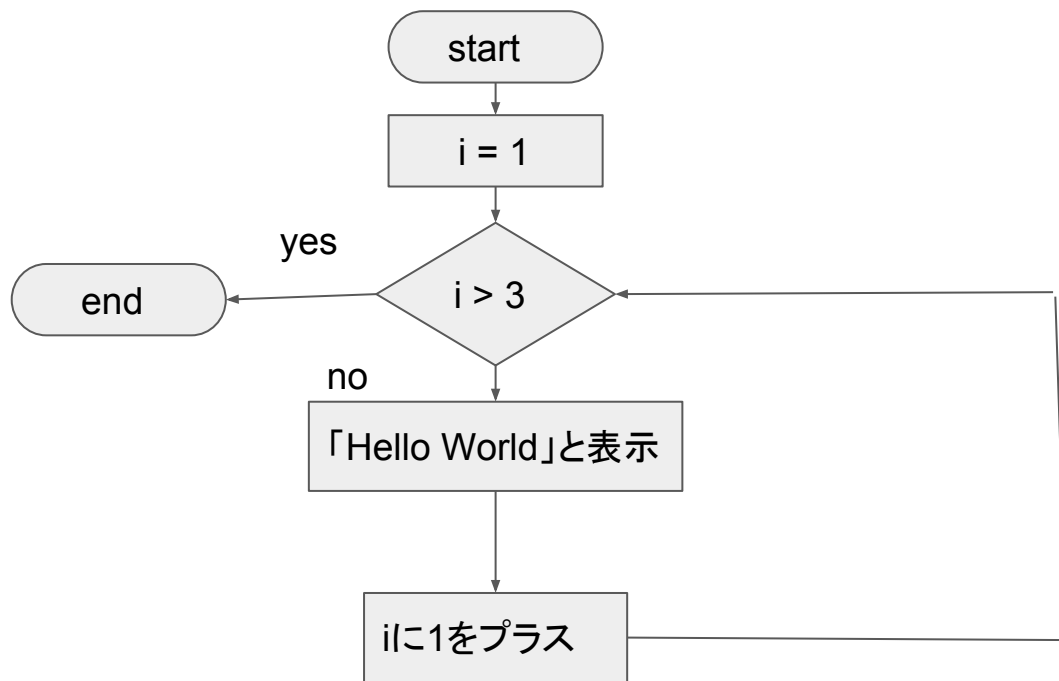 start
i = 1
yes
end
i > 3
no
「Hello World」と表示
iに1をプラス